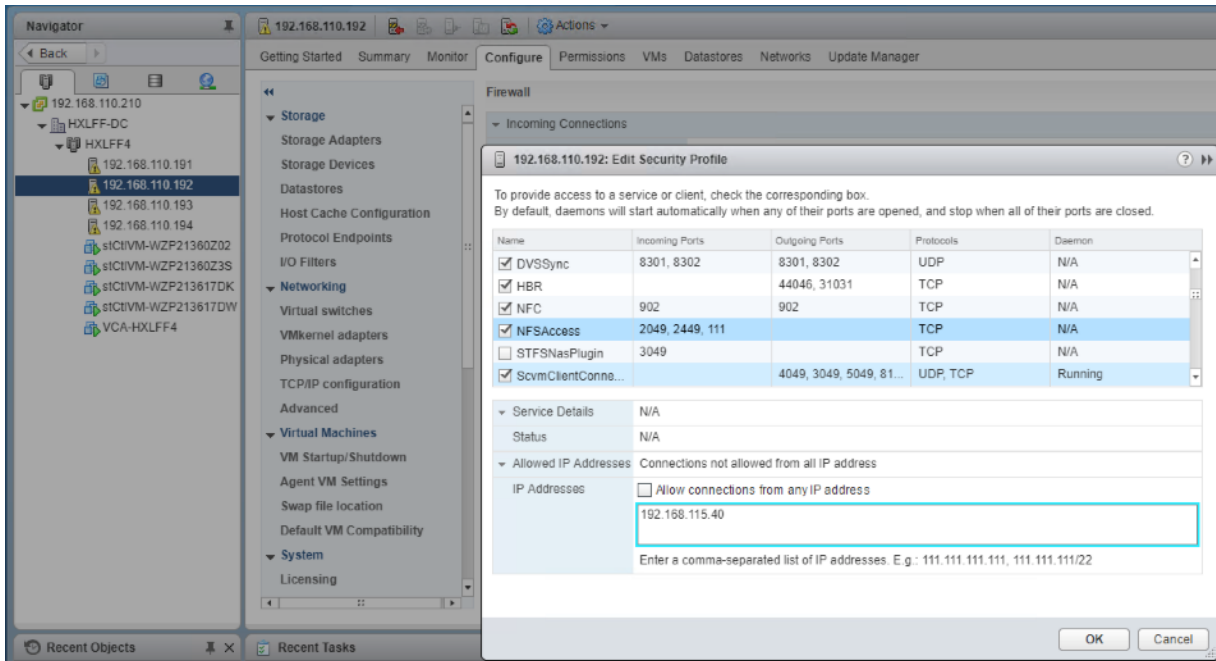 Navigator
Back
192.168.110.210
HXLFF-DC
HXLFF4
192.168.110.191
192.168.110.192
192.168.110.193
192.168.110.194
stCtlVM-WZP21360Z02
stCtlVM-WZP21360Z3S
stCtlVM-WZP213617DK
stCtlVM-WZP213617DW
VCA-HXLFF4
Recent Objects
192.168.110.192 Actions
Getting Started Summary Monitor Configure Permissions VMs Datastores Networks Update Manager
Storage
Storage Adapters
Storage Devices
Datastores
Host Cache Configuration
Protocol Endpoints
I/O Filters
Networking
Virtual switches
VMkernel adapters
Physical adapters
TCP/IP configuration
Advanced
Virtual Machines
VM Startup/Shutdown
Agent VM Settings
Swap file location
Default VM Compatibility
System
Licensing
Recent Tasks
Firewall
Incoming Connections
192.168.110.192: Edit Security Profile ?
To provide access to a service or client, check the corresponding box.
By default, daemons will start automatically when any of their ports are opened, and stop when all of their ports are closed.
Name Incoming Ports Outgoing Ports Protocols Daemon
DVSSync 8301, 8302 8301, 8302 UDP N/A
HBR 44046, 31031 TCP N/A
NFC 902 902 TCP N/A
NFSAccess 2049, 2449, 111 TCP N/A
STFSNasPlugin 3049 TCP N/A
ScvmClientConne... 4049, 3049, 5049, 81... UDP, TCP Running
Service Details N/A
Status N/A
Allowed IP Addresses Connections not allowed from all IP address
IP Addresses Allow connections from any IP address
192.168.115.40
Enter a comma-separated list of IP addresses. E.g.: 111.111.111.111, 111.111.111/22
OK Cancel